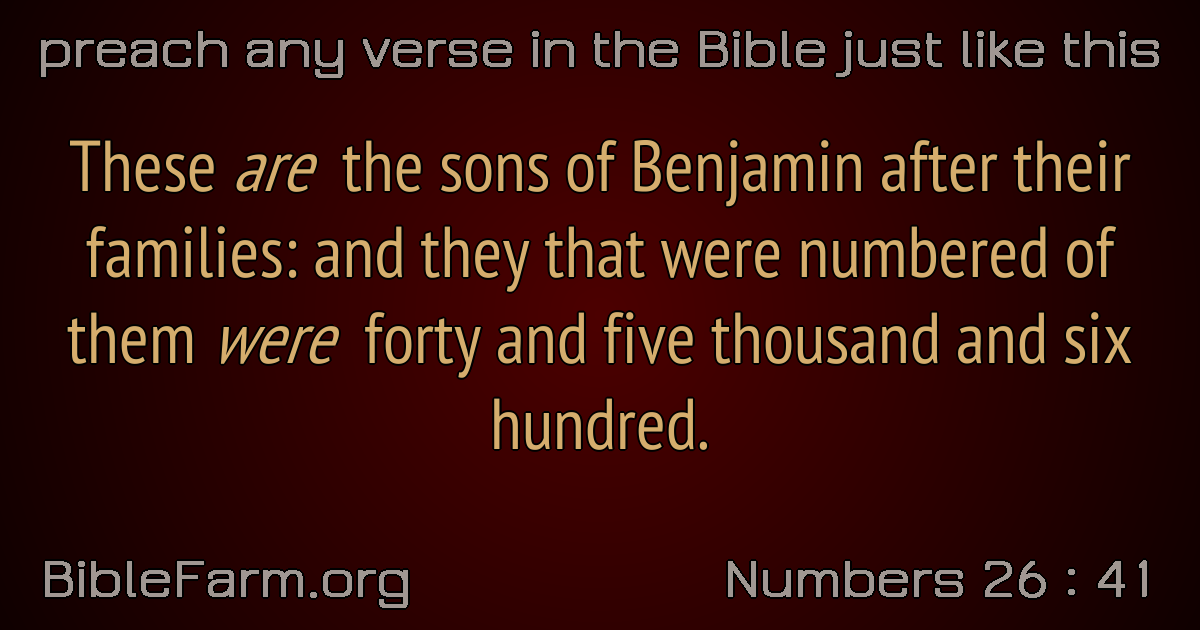 preach any verse in the Bible just like this
These are the sons of Benjamin after their
families: and they that were numbered of
them were forty and five thousand and six
hundred.
BibleFarm.org
Numbers 26 : 41